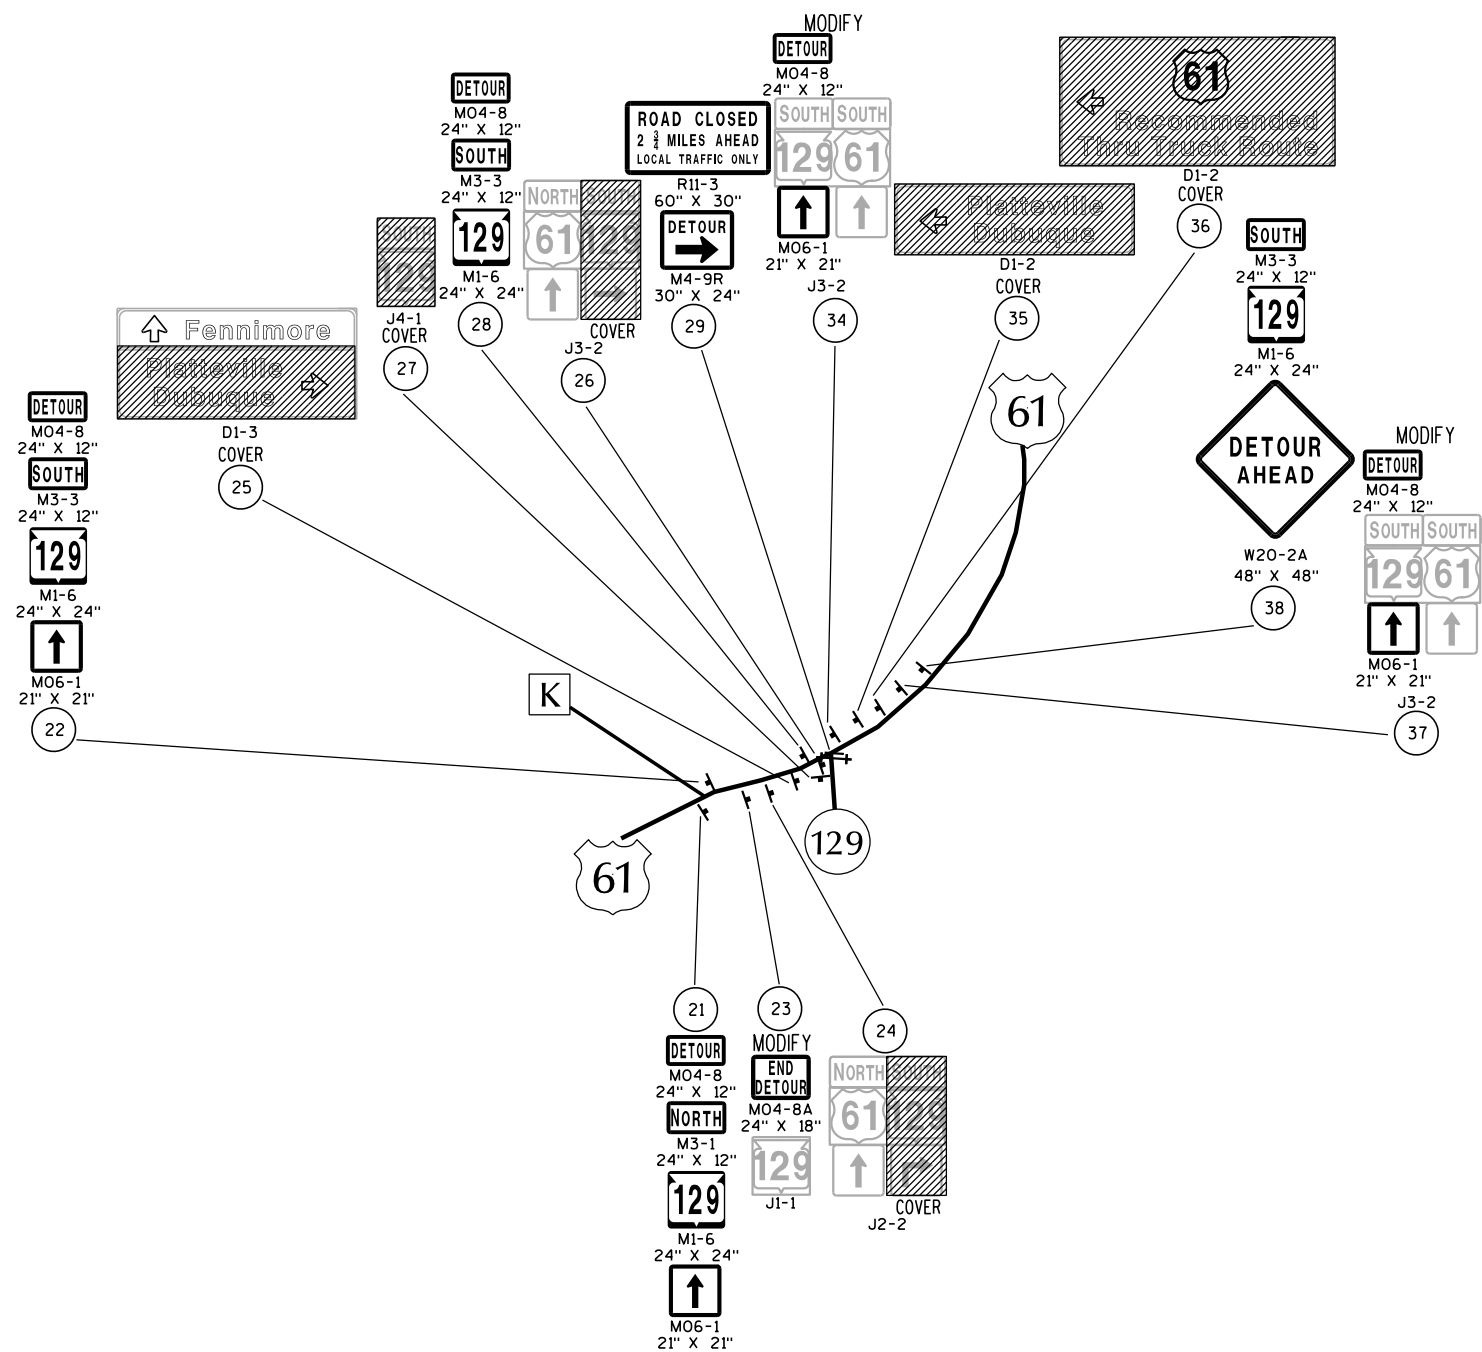 MODIFY
DETOUR
M04-8
24" X 12"
SOUTH SOUTH
129 61
M06-1
21" X 21"
J3-2
34
61
Recommended
Thru Truck Route
D1-2
COVER
36
DETOUR
M04-8
24" X 12"
SOUTH
M3-3
24" X 12"
129
M1-6
24" X 24"
28
ROAD CLOSED
2 3/4 MILES AHEAD
LOCAL TRAFFIC ONLY
R11-3
60" X 30"
DETOUR
M4-9R
30" X 24"
29
NORTH SOUTH
61 129
COVER
J3-2
26
Platteville
Dubuque
D1-2
COVER
35
SOUTH
129
J4-1
COVER
27
SOUTH
M3-3
24" X 12"
129
M1-6
24" X 24"
DETOUR
AHEAD
W20-2A
48" X 48"
38
Fennimore
Platteville
Dubuque
D1-3
COVER
25
61
DETOUR
M04-8
24" X 12"
SOUTH
M3-3
24" X 12"
129
M1-6
24" X 24"
M06-1
21" X 21"
22
MODIFY
DETOUR
M04-8
24" X 12"
SOUTH SOUTH
129 61
M06-1
21" X 21"
J3-2
37
K
129
61
21
DETOUR
M04-8
24" X 12"
NORTH
M3-1
24" X 12"
129
M1-6
24" X 24"
M06-1
21" X 21"
23
MODIFY
END
DETOUR
M04-8A
24" X 18"
129
J1-1
24
NORTH SOUTH
61 129
COVER
J2-2